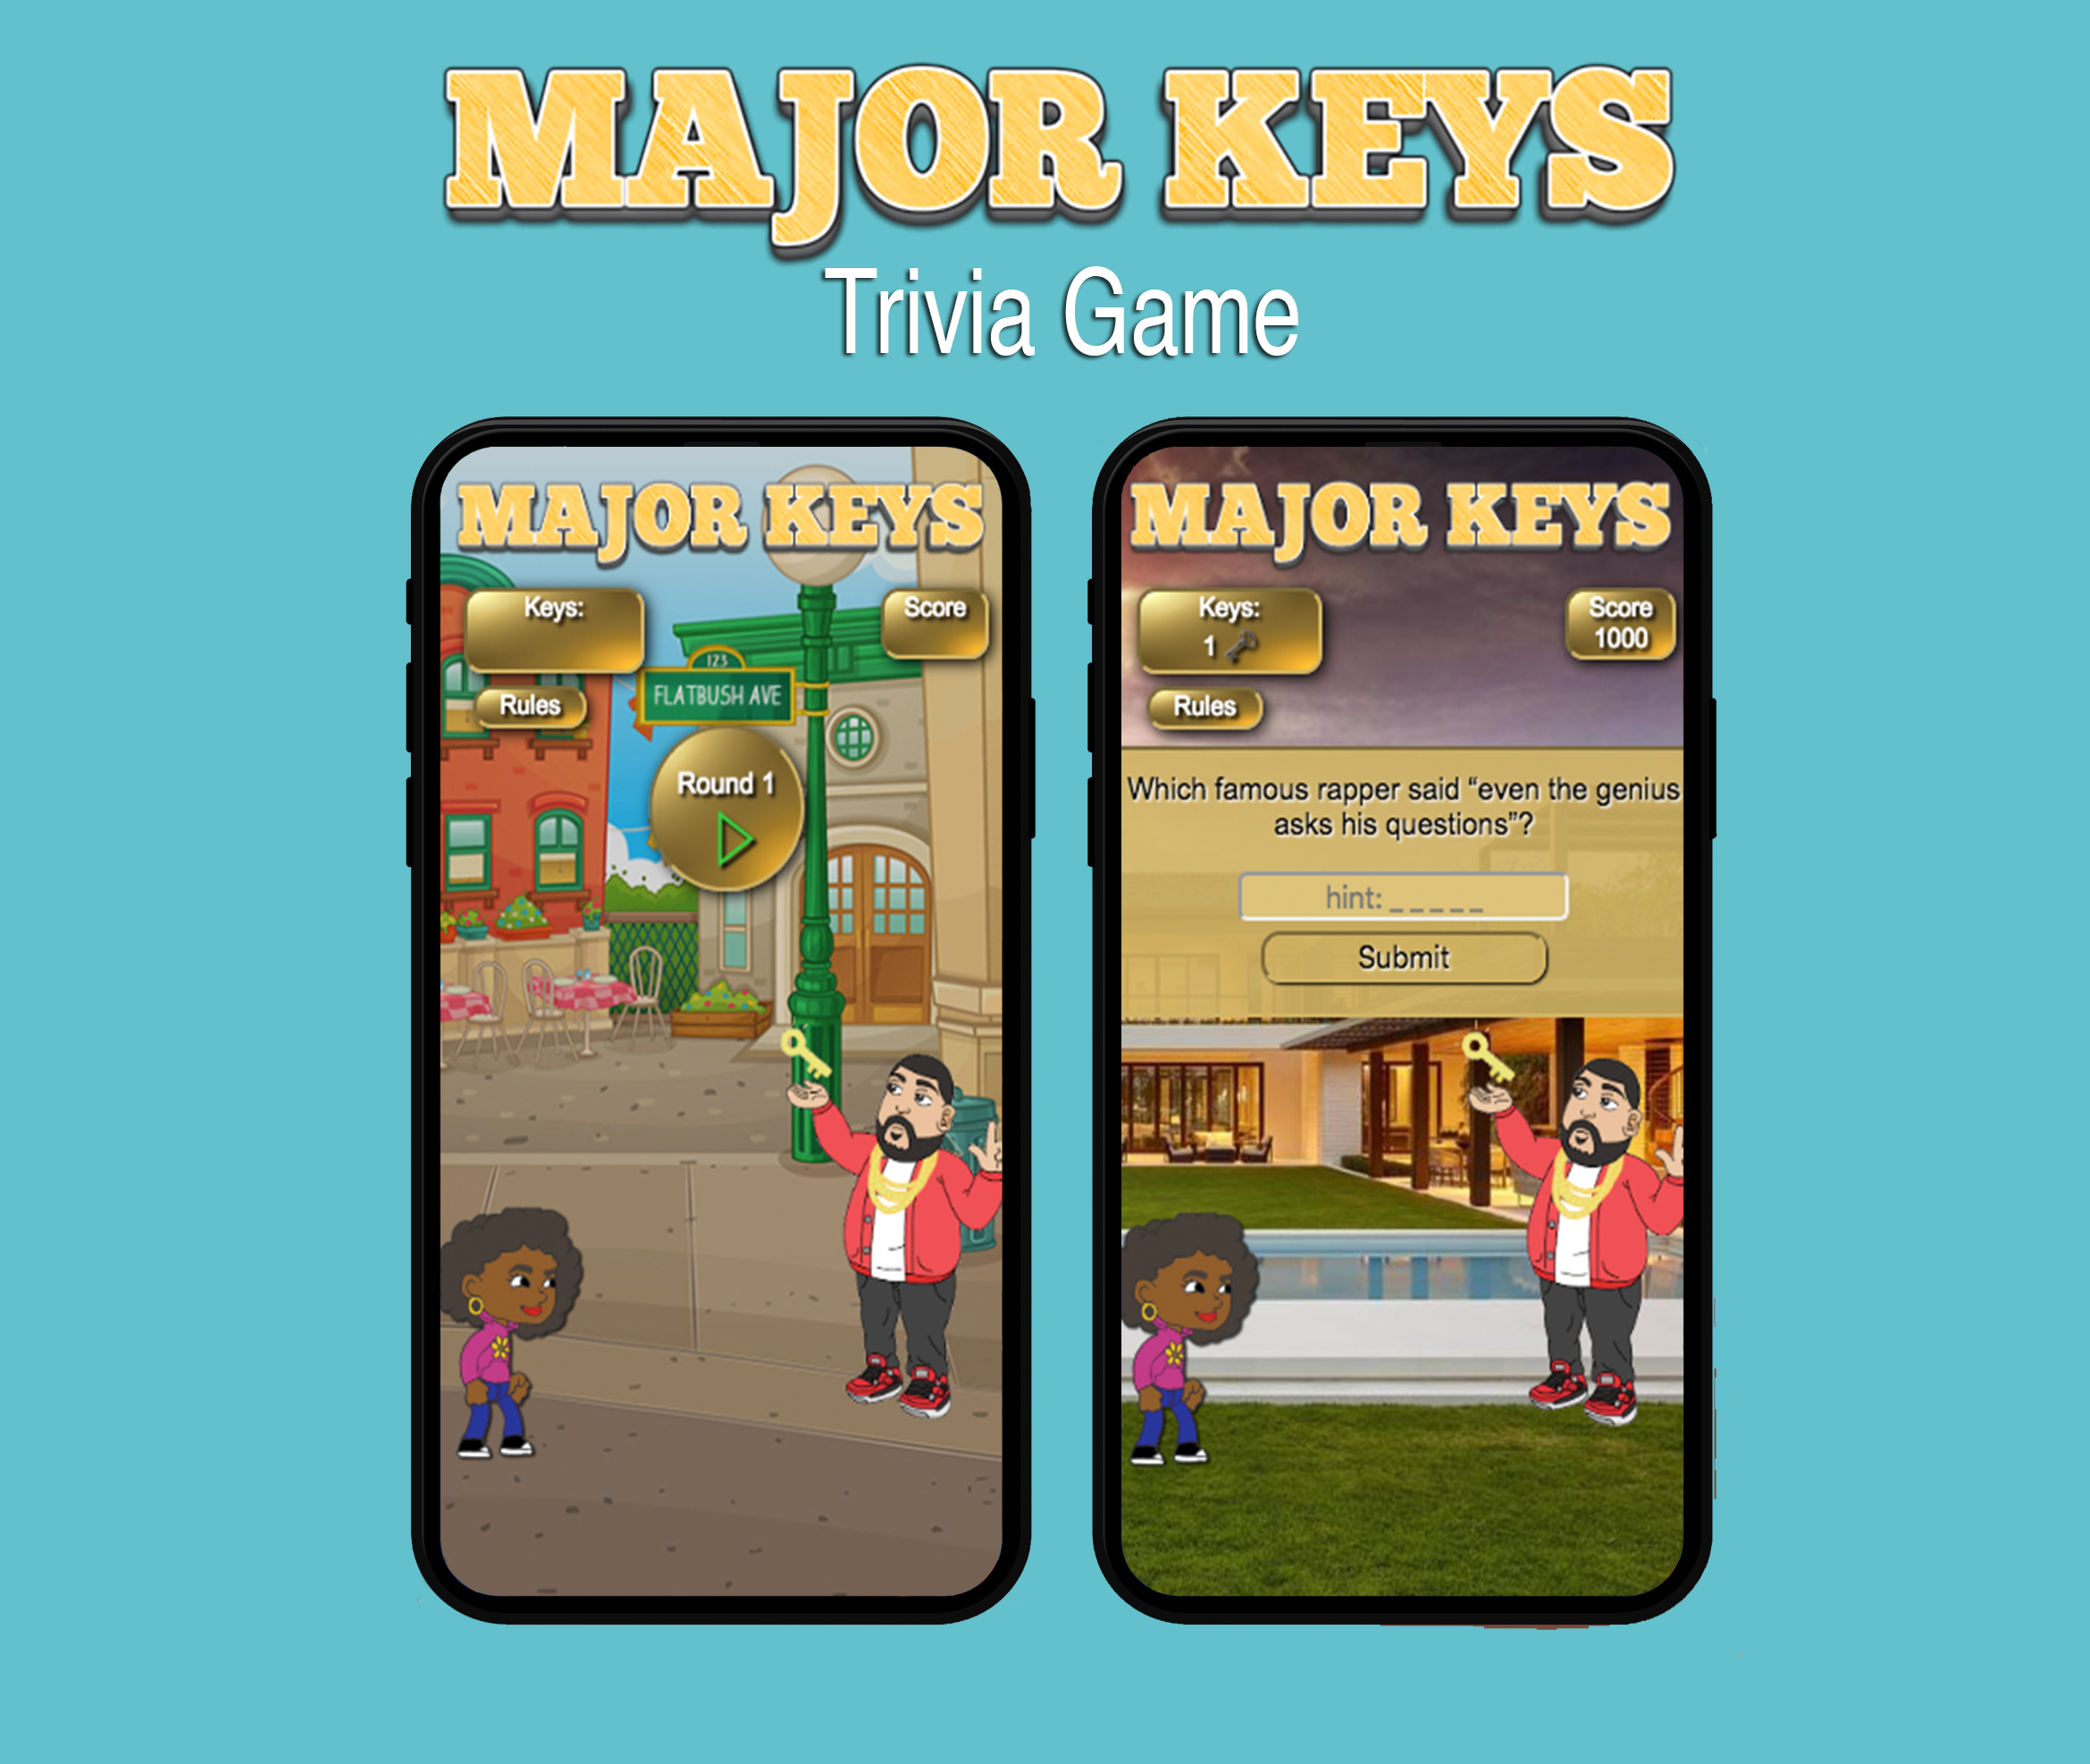 MAJOR KEYS
Trivia Game
MAJOR KEYS
Keys:
Score
Rules
123
FLATBUSH AVE
Round 1
MAJOR KEYS
Keys:
1
Score
1000
Rules
Which famous rapper said “even the genius
asks his questions”?
hint: _ _ _ _ _
Submit